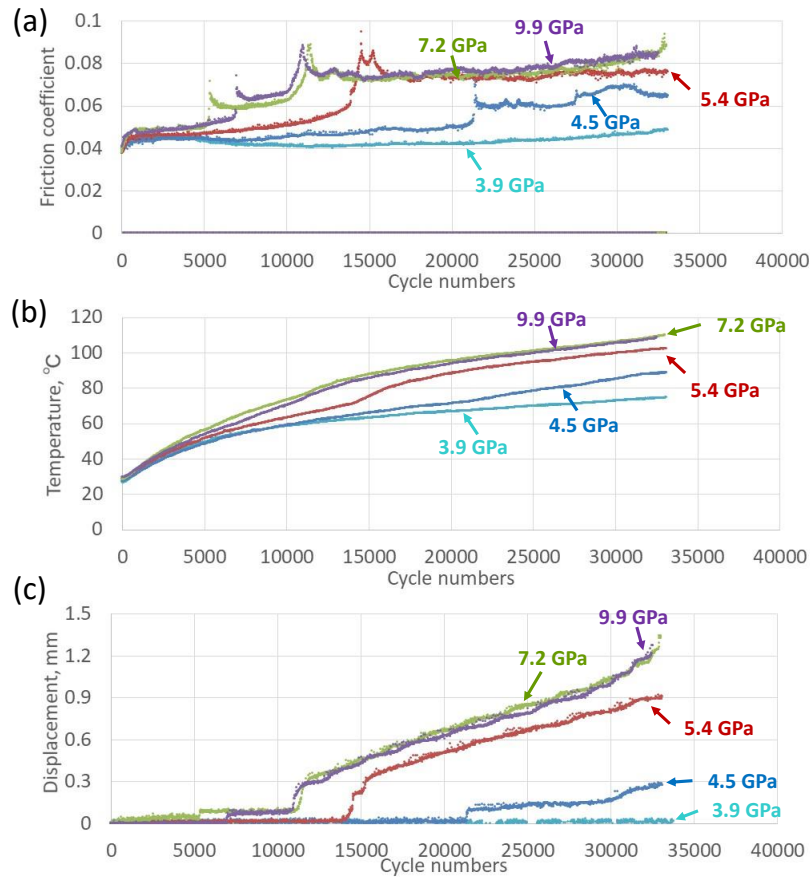 (a)
0.1
0.08
0.06
0.04
0.02
0
Friction coefficient
9.9 GPa
7.2 GPa
5.4 GPa
4.5 GPa
3.9 GPa
0 5000 10000 15000 20000 25000 30000 35000 40000
Cycle numbers
(b)
120
100
80
60
40
20
0
Temperature, ℃
9.9 GPa
7.2 GPa
5.4 GPa
4.5 GPa
3.9 GPa
0 5000 10000 15000 20000 25000 30000 35000 40000
Cycle numbers
(c)
1.5
1.2
0.9
0.6
0.3
0
Displacement, mm
9.9 GPa
7.2 GPa
5.4 GPa
4.5 GPa
3.9 GPa
0 5000 10000 15000 20000 25000 30000 35000 40000
Cycle numbers